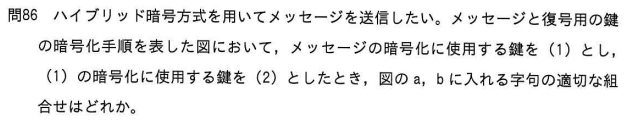 問86　ハイブリッド暗号方式を用いてメッセージを送信したい。メッセージと復号用の鍵
の暗号化手順を表した図において，メッセージの暗号化に使用する鍵を（1）とし，
（1）の暗号化に使用する鍵を（2）としたとき，図のａ，ｂに入れる字句の適切な組
合せはどれか。